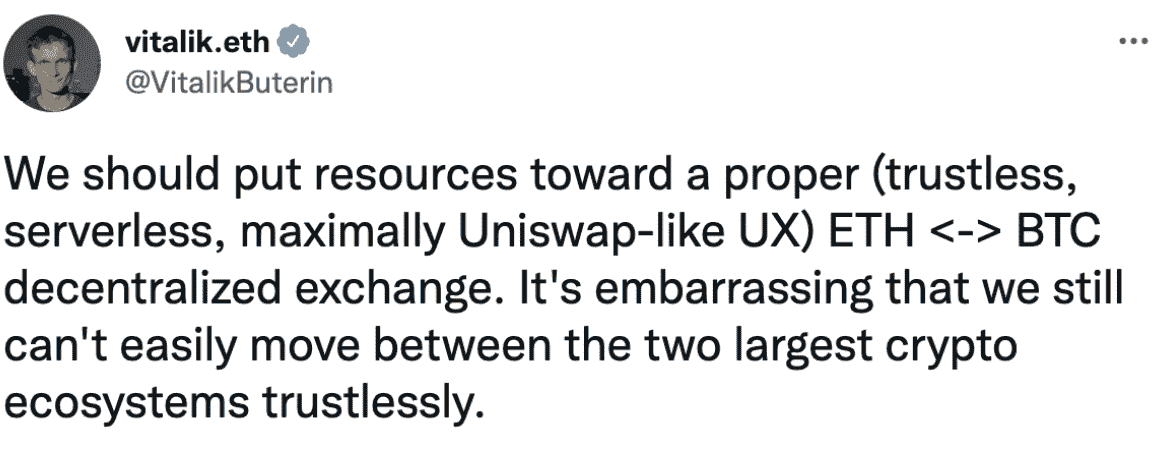 vitalik.eth
@VitalikButerin
We should put resources toward a proper (trustless,
serverless, maximally Uniswap-like UX) ETH <-> BTC
decentralized exchange. It's embarrassing that we still
can't easily move between the two largest crypto
ecosystems trustlessly.